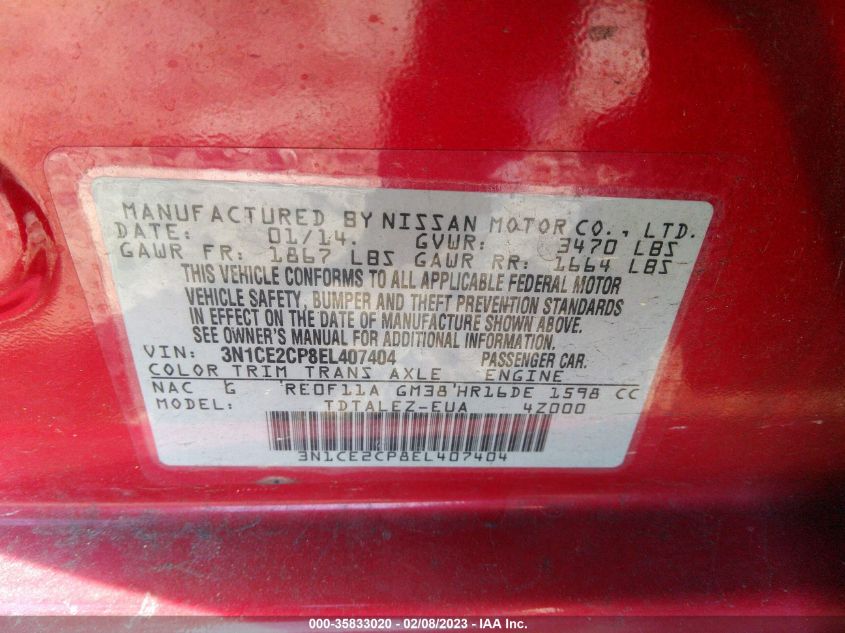 MANUFACTURED BY NISSAN MOTOR CO., LTD.
DATE: 01/14. GVWR: 3470 LBS
GAWR FR: 1867 LBS GAWR RR: 1664 LBS
THIS VEHICLE CONFORMS TO ALL APPLICABLE FEDERAL MOTOR
VEHICLE SAFETY, BUMPER AND THEFT PREVENTION STANDARDS
IN EFFECT ON THE DATE OF MANUFACTURE SHOWN ABOVE.
SEE OWNER'S MANUAL FOR ADDITIONAL INFORMATION.
VIN: 3N1CE2CP8EL407404 PASSENGER CAR.
COLOR TRIM TRANS AXLE ENGINE
NAC G RE0F11A GM38 HR16DE 1598 CC
MODEL: TDTALEZ-EUA 4Z000
3N1CE2CP8EL407404
000-35833020 - 02/08/2023 - IAA Inc.